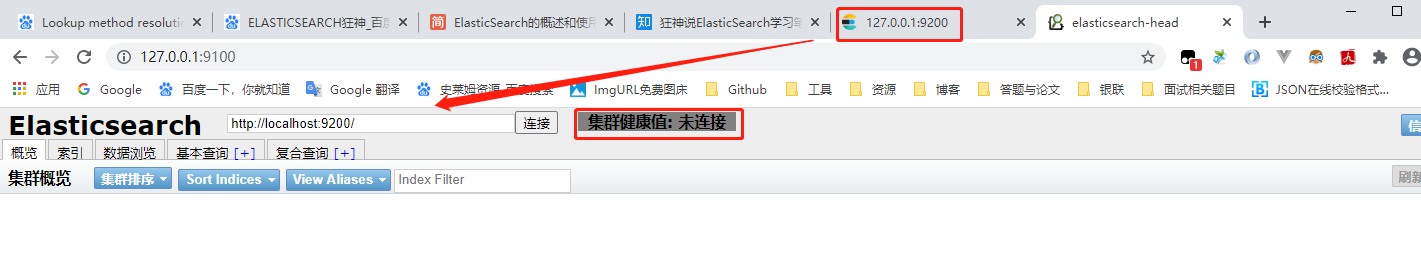 Lookup method resolutio ELASTICSEARCH狂神_百度 ElasticSearch的概述和使用 狂神说ElasticSearch学习笔 127.0.0.1:9200 elasticsearch-head
127.0.0.1:9100
应用 Google 百度一下,你就知道 Google 翻译 史莱姆资源_百度搜索 ImgURL免费图床 Github 工具 资源 博客 答题与论文 银联 面试相关题目 JSON在线校验格式...
Elasticsearch http://localhost:9200/ 连接 集群健康值: 未连接 信
概览 索引 数据浏览 基本查询 [+] 复合查询 [+]
集群概览 集群排序 Sort Indices View Aliases Index Filter 刷新